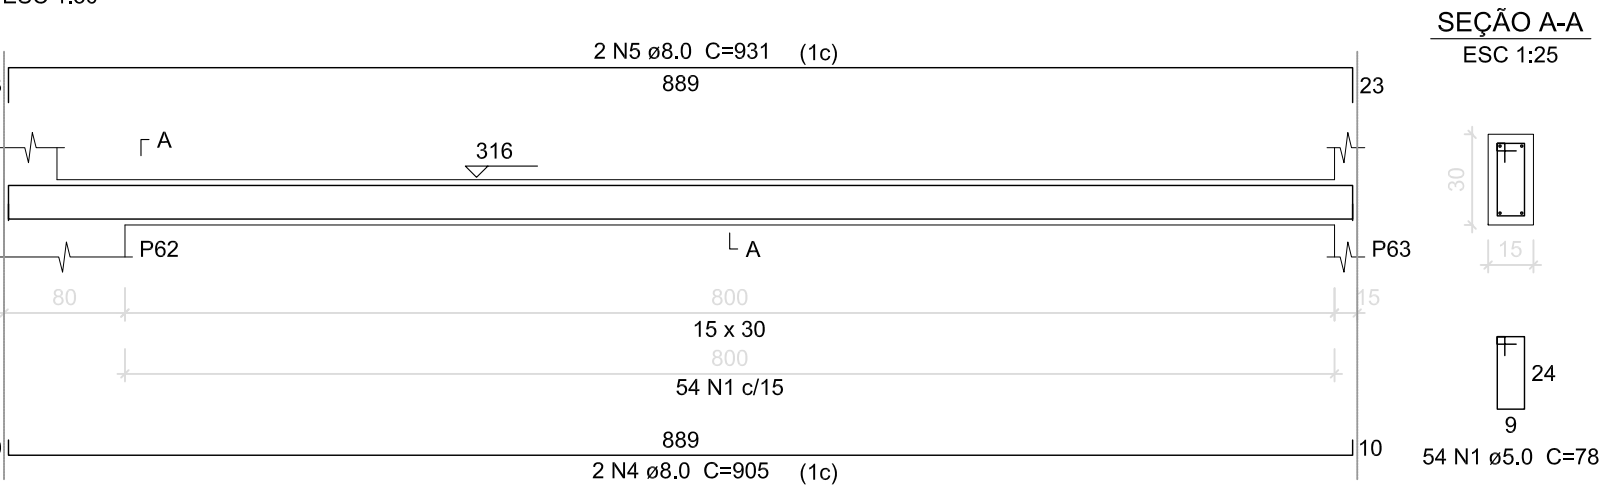 SEÇÃO A-A
ESC 1:25
2 N5 ø8.0 C=931 (1c)
889
23
A
316
30
A
P62
P63
15
80
800
15
15 x 30
800
54 N1 c/15
24
9
889
10
2 N4 ø8.0 C=905 (1c)
54 N1 ø5.0 C=78